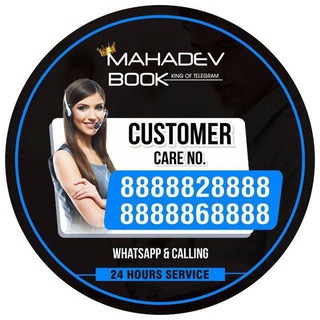 MAHADEV
BOOK KING OF TELEGRAM
CUSTOMER
CARE NO.
8888828888
8888868888
WHATSAPP & CALLING
24 HOURS SERVICE